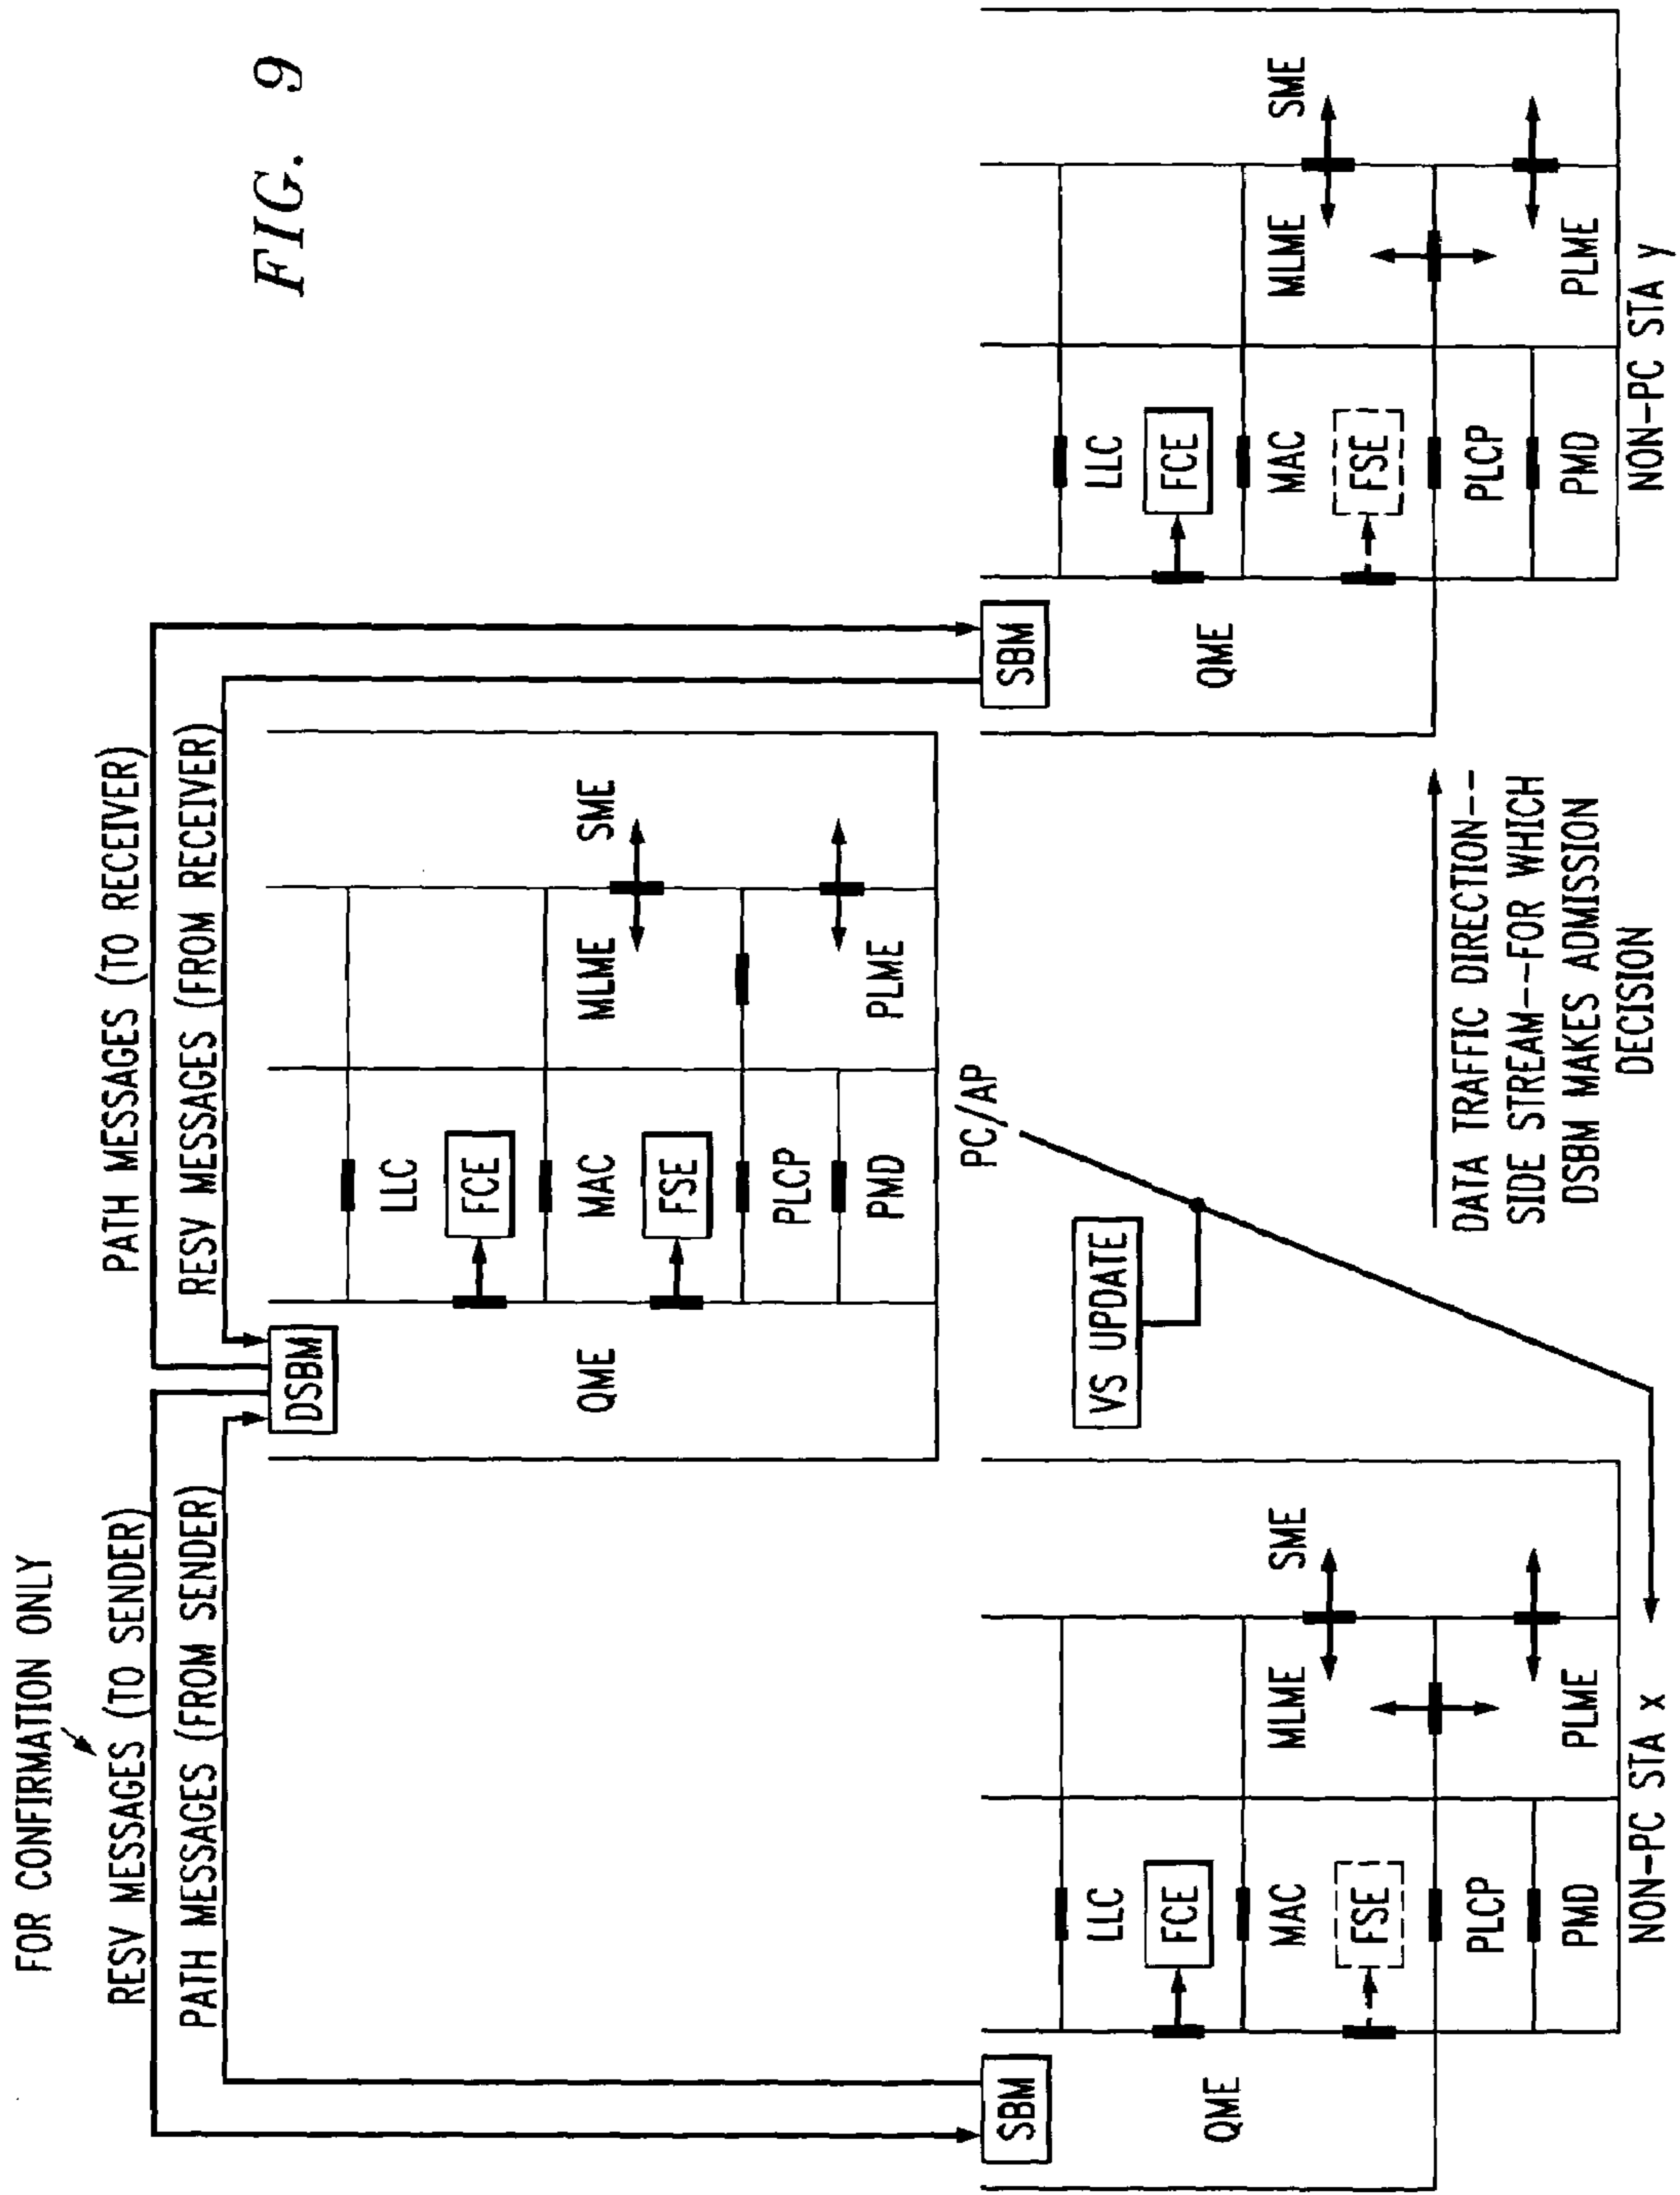 FIG. 9
FOR CONFIRMATION ONLY
RESV MESSAGES (TO SENDER)
PATH MESSAGES (FROM SENDER)
PATH MESSAGES (TO RECEIVER)
RESV MESSAGES (FROM RECEIVER)
DSBM
QME
LLC
FCE
MAC
FSE
PLCP
PMD
MLME
SME
PLME
PC/AP
VS UPDATE
SBM
QME
LLC
FCE
MAC
FSE
PLCP
PMD
MLME
SME
PLME
NON-PC STA x
DATA TRAFFIC DIRECTION--
SIDE STREAM--FOR WHICH
DSBM MAKES ADMISSION
DECISION
SBM
QME
LLC
FCE
MAC
FSE
PLCP
PMD
MLME
SME
PLME
NON-PC STA y